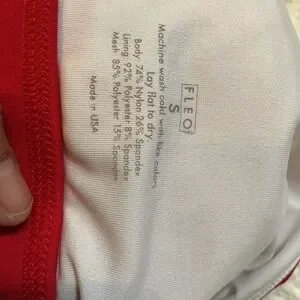 FLEO
S
Machine wash cold with like colors
Lay flat to dry
Body: 74% Nylon 26% Spandex
Lining: 92% Polyester 8% Spandex
Mesh: 85% Polyester 15% Spandex
Made in USA